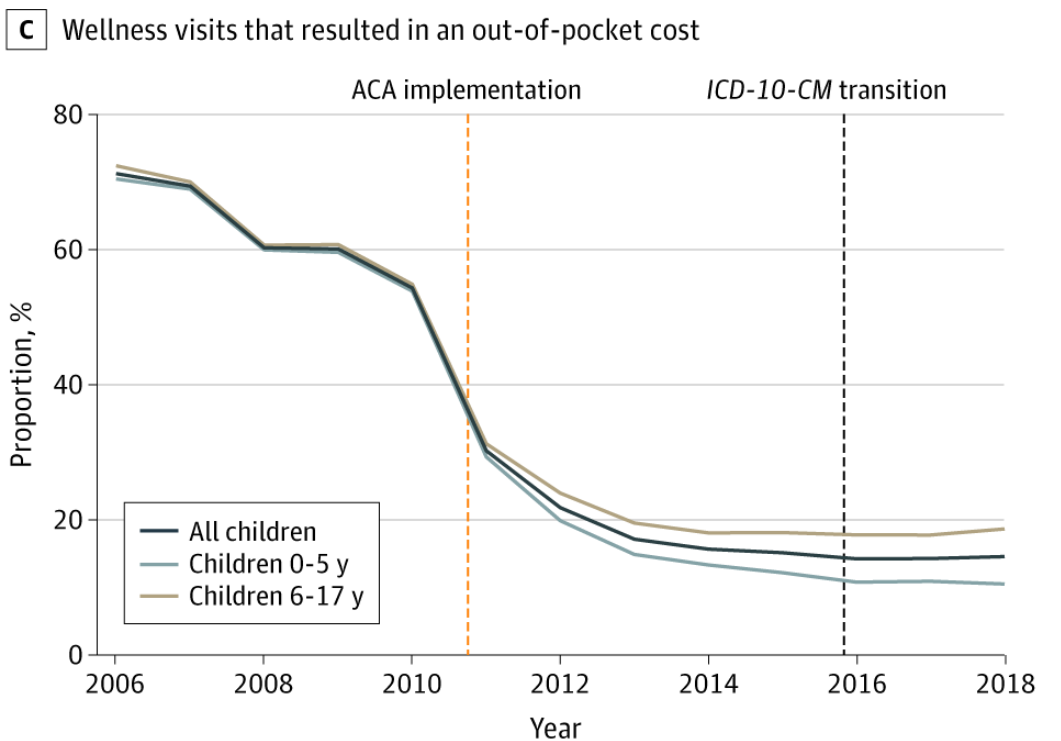 C Wellness visits that resulted in an out-of-pocket cost
ACA implementation
ICD-10-CM transition
80
60
40
20
0
Proportion, %
All children
Children 0-5 y
Children 6-17 y
2006 2008 2010 2012 2014 2016 2018
Year